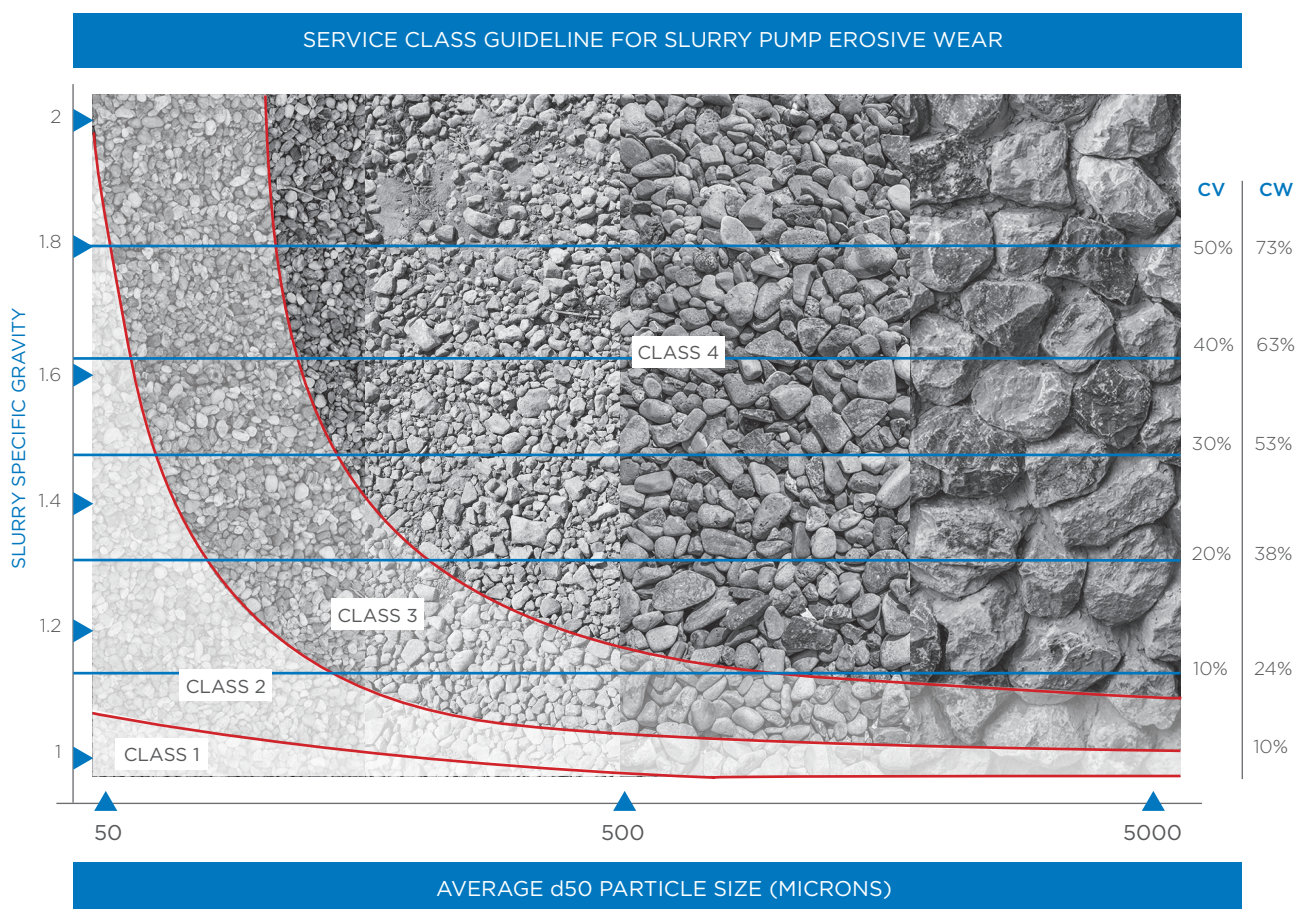 SERVICE CLASS GUIDELINE FOR SLURRY PUMP EROSIVE WEAR
SLURRY SPECIFIC GRAVITY
2
1.8
1.6
1.4
1.2
1
CV CW
50% 73%
40% 63%
30% 53%
20% 38%
10% 24%
10%
CLASS 4
CLASS 3
CLASS 2
CLASS 1
50 500 5000
AVERAGE d50 PARTICLE SIZE (MICRONS)